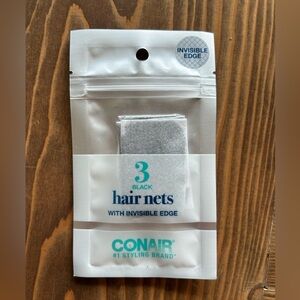 INVISIBLE
EDGE
3
BLACK
hair nets
WITH INVISIBLE EDGE
CONAIR
#1 STYLING BRAND